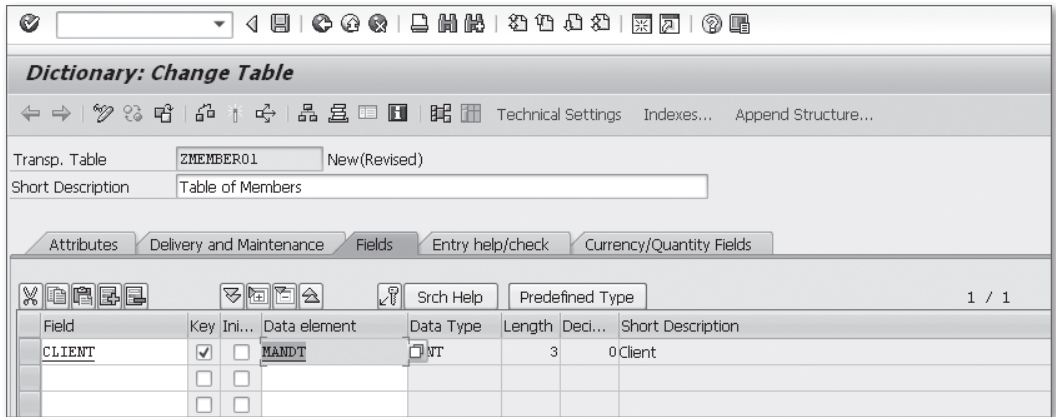 Dictionary: Change Table
Technical Settings Indexes... Append Structure...
Transp. Table ZMEMBER01 New(Revised)
Short Description Table of Members
Attributes Delivery and Maintenance Fields Entry help/check Currency/Quantity Fields
Srch Help Predefined Type 1 / 1
Field Key Ini... Data element Data Type Length Deci... Short Description
CLIENT MANDT NT 3 0 Client